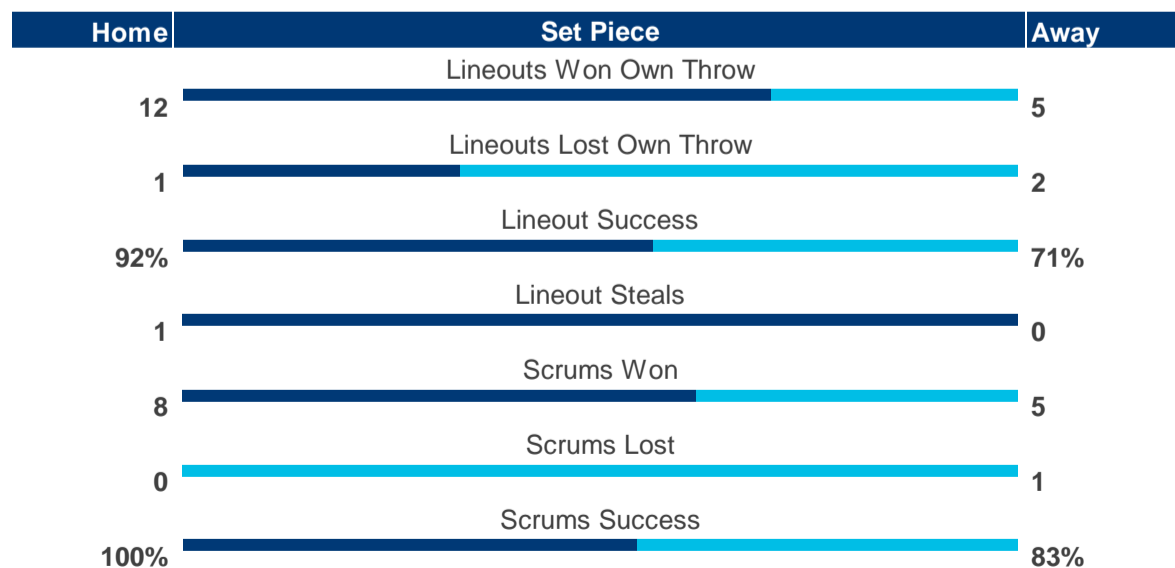 Home Set Piece Away
Lineouts Won Own Throw
12 5
Lineouts Lost Own Throw
1 2
Lineout Success
92% 71%
Lineout Steals
1 0
Scrums Won
8 5
Scrums Lost
0 1
Scrums Success
100% 83%